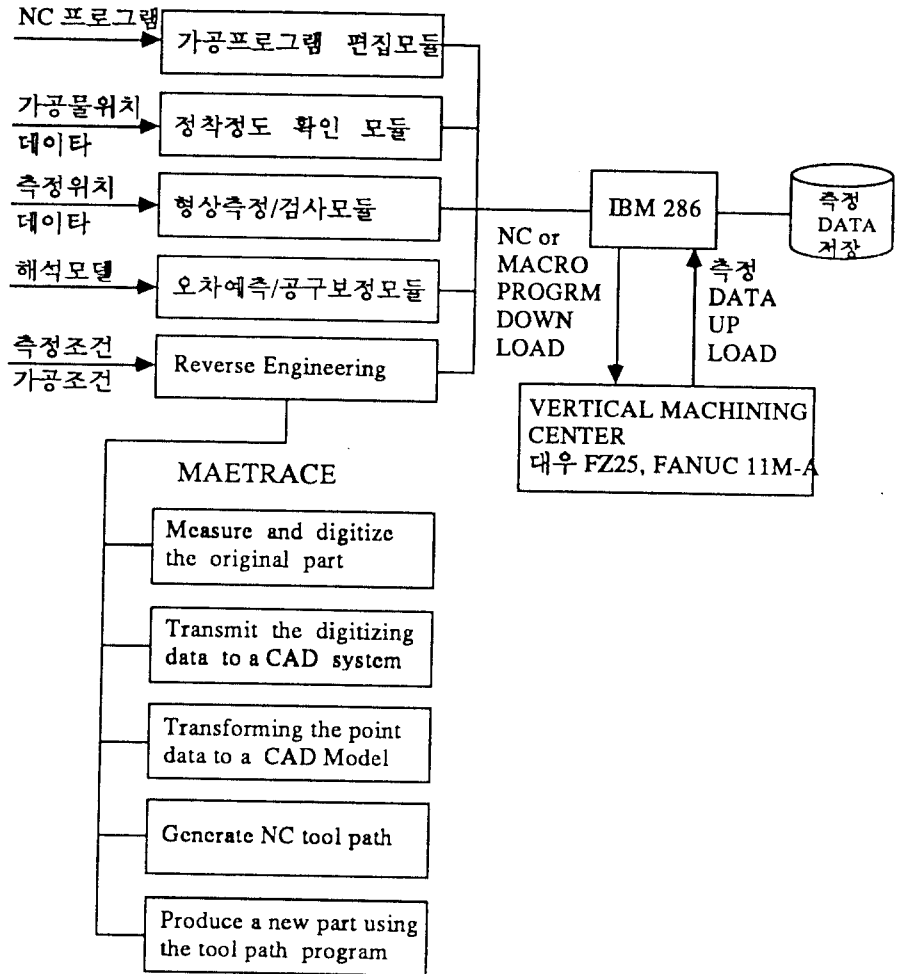 NC 프로그램
가공프로그램 편집모듈
가공물위치
데이타
정착정도 확인 모듈
측정위치
데이타
형상측정/검사모듈
해석모델
오차예측/공구보정모듈
측정조건
가공조건
Reverse Engineering
IBM 286
측정
DATA
저장
NC or
MACRO
PROGRM
DOWN
LOAD
측정
DATA
UP
LOAD
VERTICAL MACHINING
CENTER
대우 FZ25, FANUC 11M-A
MAETRACE
Measure and digitize
the original part
Transmit the digitizing
data to a CAD system
Transforming the point
data to a CAD Model
Generate NC tool path
Produce a new part using
the tool path program